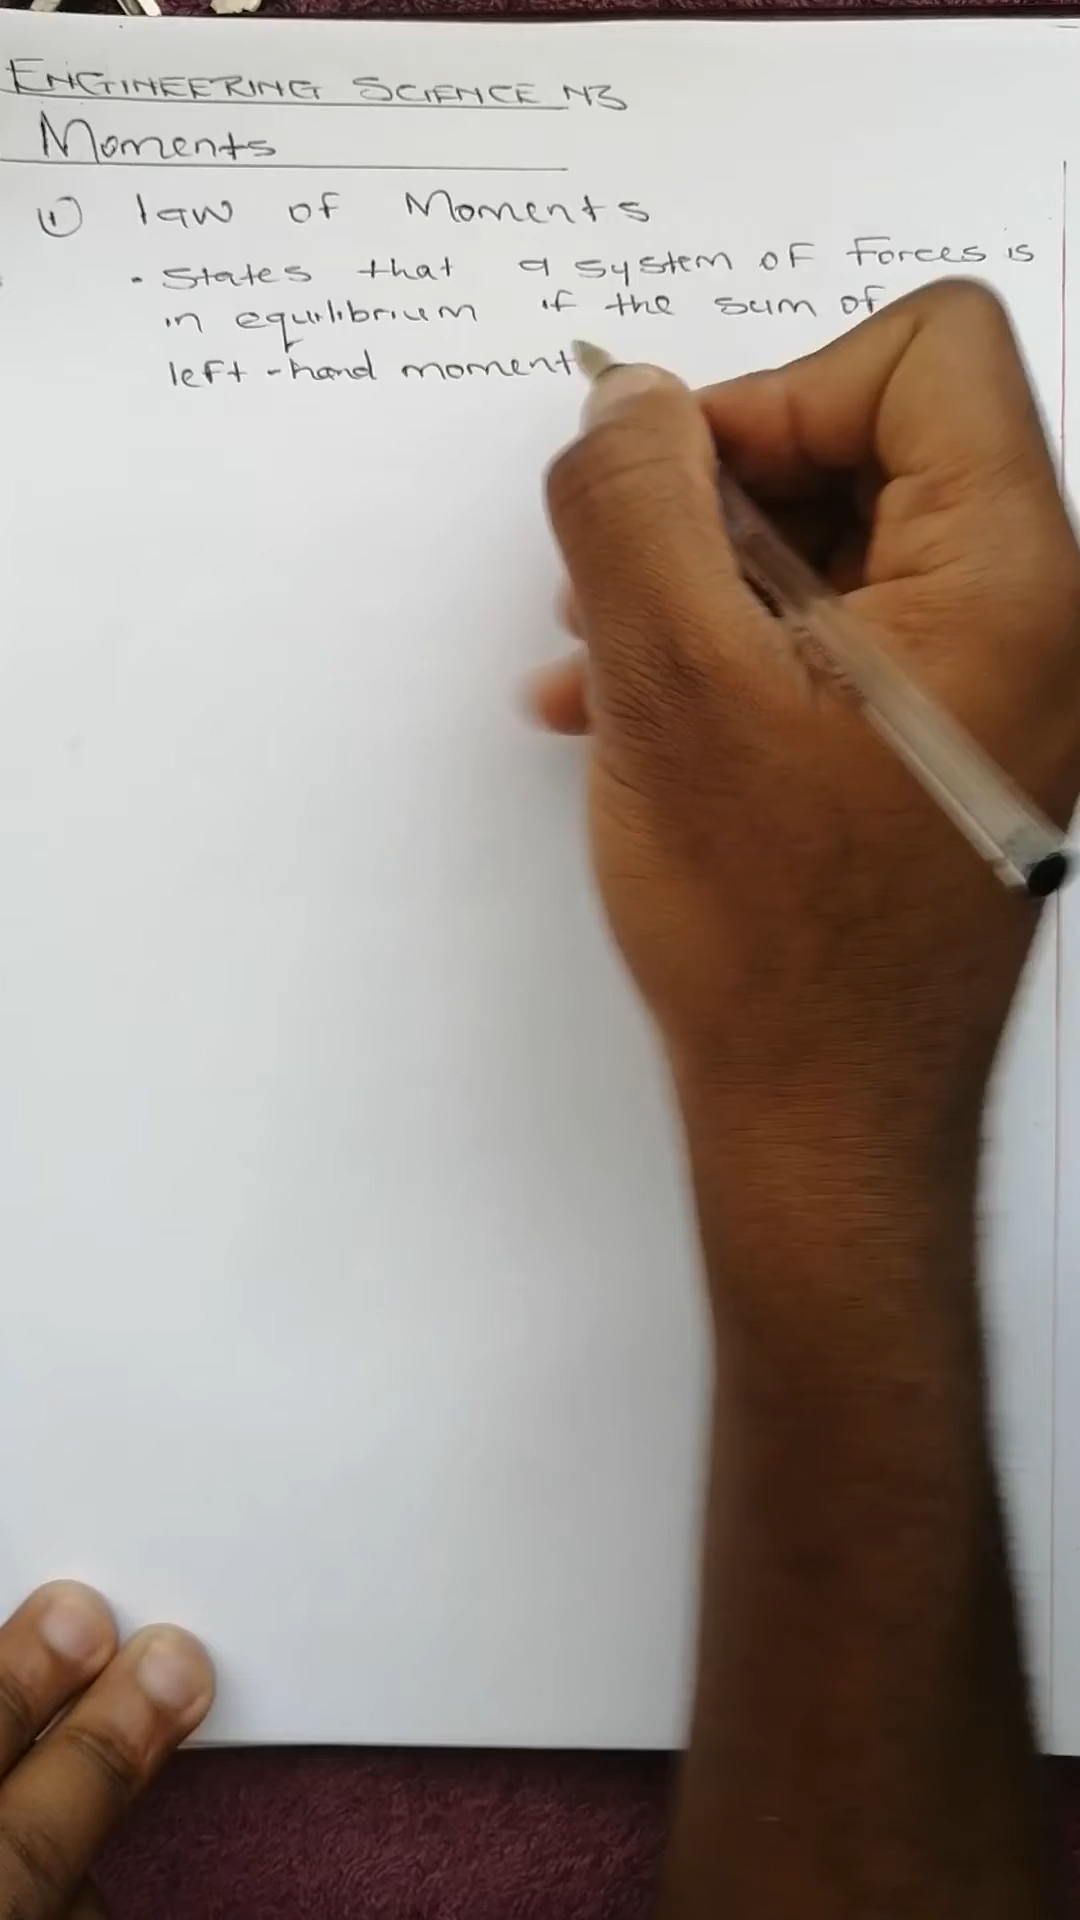 ENGINEERING SCIENCE N3
Moments
(1) law of Moments
• States that a system of forces is
in equilibrium if the sum of
left-hand moment